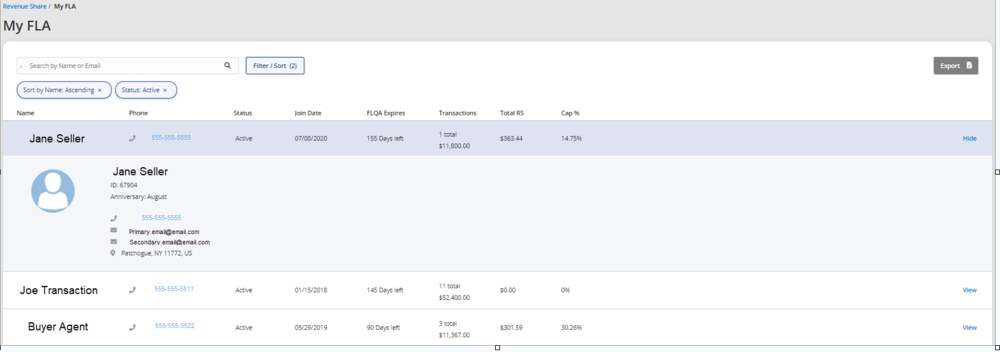 Revenue Share / My FLA
My FLA
× Search by Name or Email
Filter / Sort (2)
Export
Sort by Name: Ascending ×
Status: Active ×
Name Phone Status Join Date FLQA Expires Transactions Total RS Cap %
Jane Seller 555-555-5555 Active 07/08/2020 155 Days left 1 total $363.44 14.75% Hide
$11,800.00
Jane Seller
ID: 67904
Anniversary: August
555-555-5555
Primary.email@email.com
Secondary.email@email.com
Patchogue, NY 11772, US
Joe Transaction 555-555-5511 Active 01/15/2018 145 Days left 11 total $0.00 0% View
$52,400.00
Buyer Agent 555-555-5522 Active 05/29/2019 90 Days left 3 total $301.59 30.26% View
$11,367.00